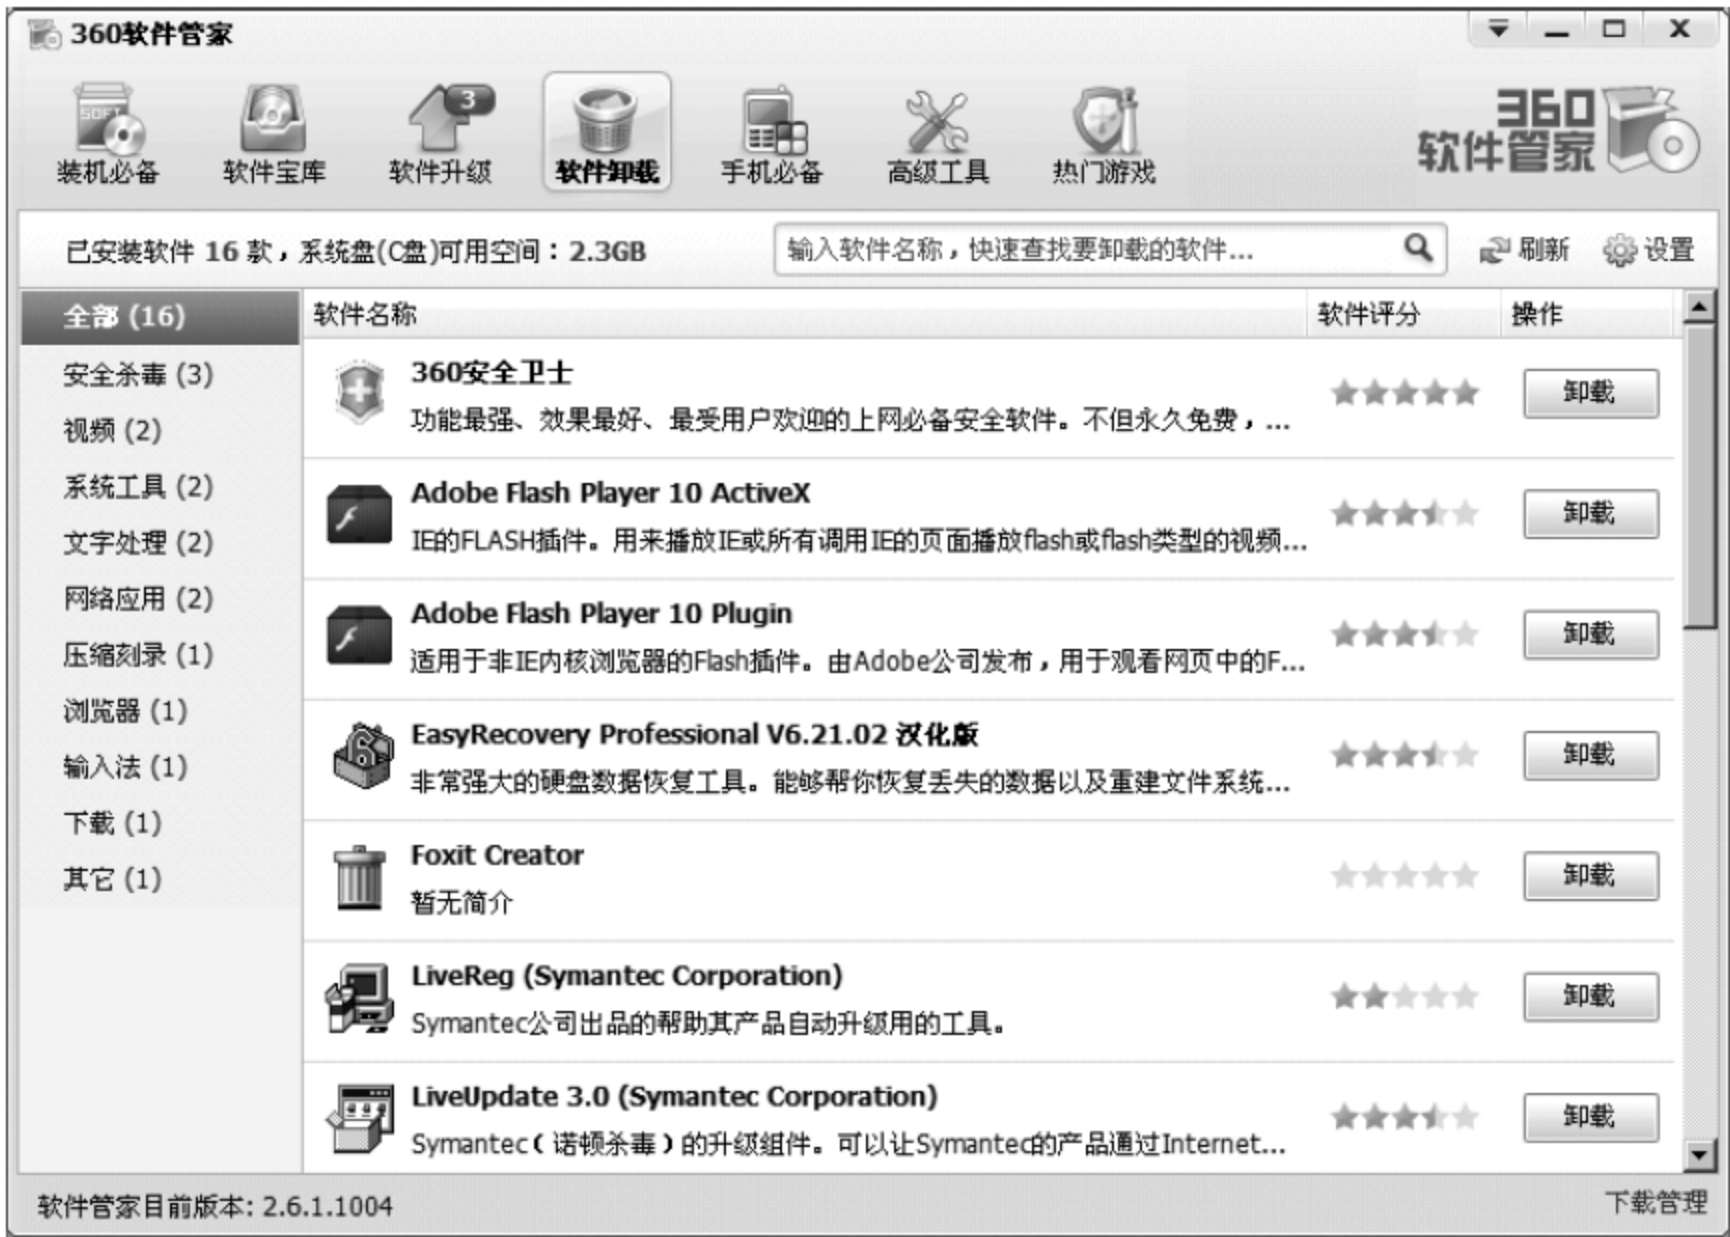 360软件管家
SOFT
3
装机必备
软件宝库
软件升级
软件卸载
手机必备
高级工具
热门游戏
360
软件管家
已安装软件 16 款，系统盘(C盘)可用空间：2.3GB
输入软件名称，快速查找要卸载的软件...
刷新
设置
全部 (16)
安全杀毒 (3)
视频 (2)
系统工具 (2)
文字处理 (2)
网络应用 (2)
压缩刻录 (1)
浏览器 (1)
输入法 (1)
下载 (1)
其它 (1)
软件名称
软件评分
操作
360安全卫士
功能最强、效果最好、最受用户欢迎的上网必备安全软件。不但永久免费，...
卸载
Adobe Flash Player 10 ActiveX
IE的FLASH插件。用来播放IE或所有调用IE的页面播放flash或flash类型的视频...
卸载
Adobe Flash Player 10 Plugin
适用于非IE内核浏览器的Flash插件。由Adobe公司发布，用于观看网页中的F...
卸载
EasyRecovery Professional V6.21.02 汉化版
非常强大的硬盘数据恢复工具。能够帮你恢复丢失的数据以及重建文件系统...
卸载
Foxit Creator
暂无简介
卸载
LiveReg (Symantec Corporation)
Symantec公司出品的帮助其产品自动升级用的工具。
卸载
LiveUpdate 3.0 (Symantec Corporation)
Symantec（诺顿杀毒）的升级组件。可以让Symantec的产品通过Internet...
卸载
软件管家目前版本: 2.6.1.1004
下载管理